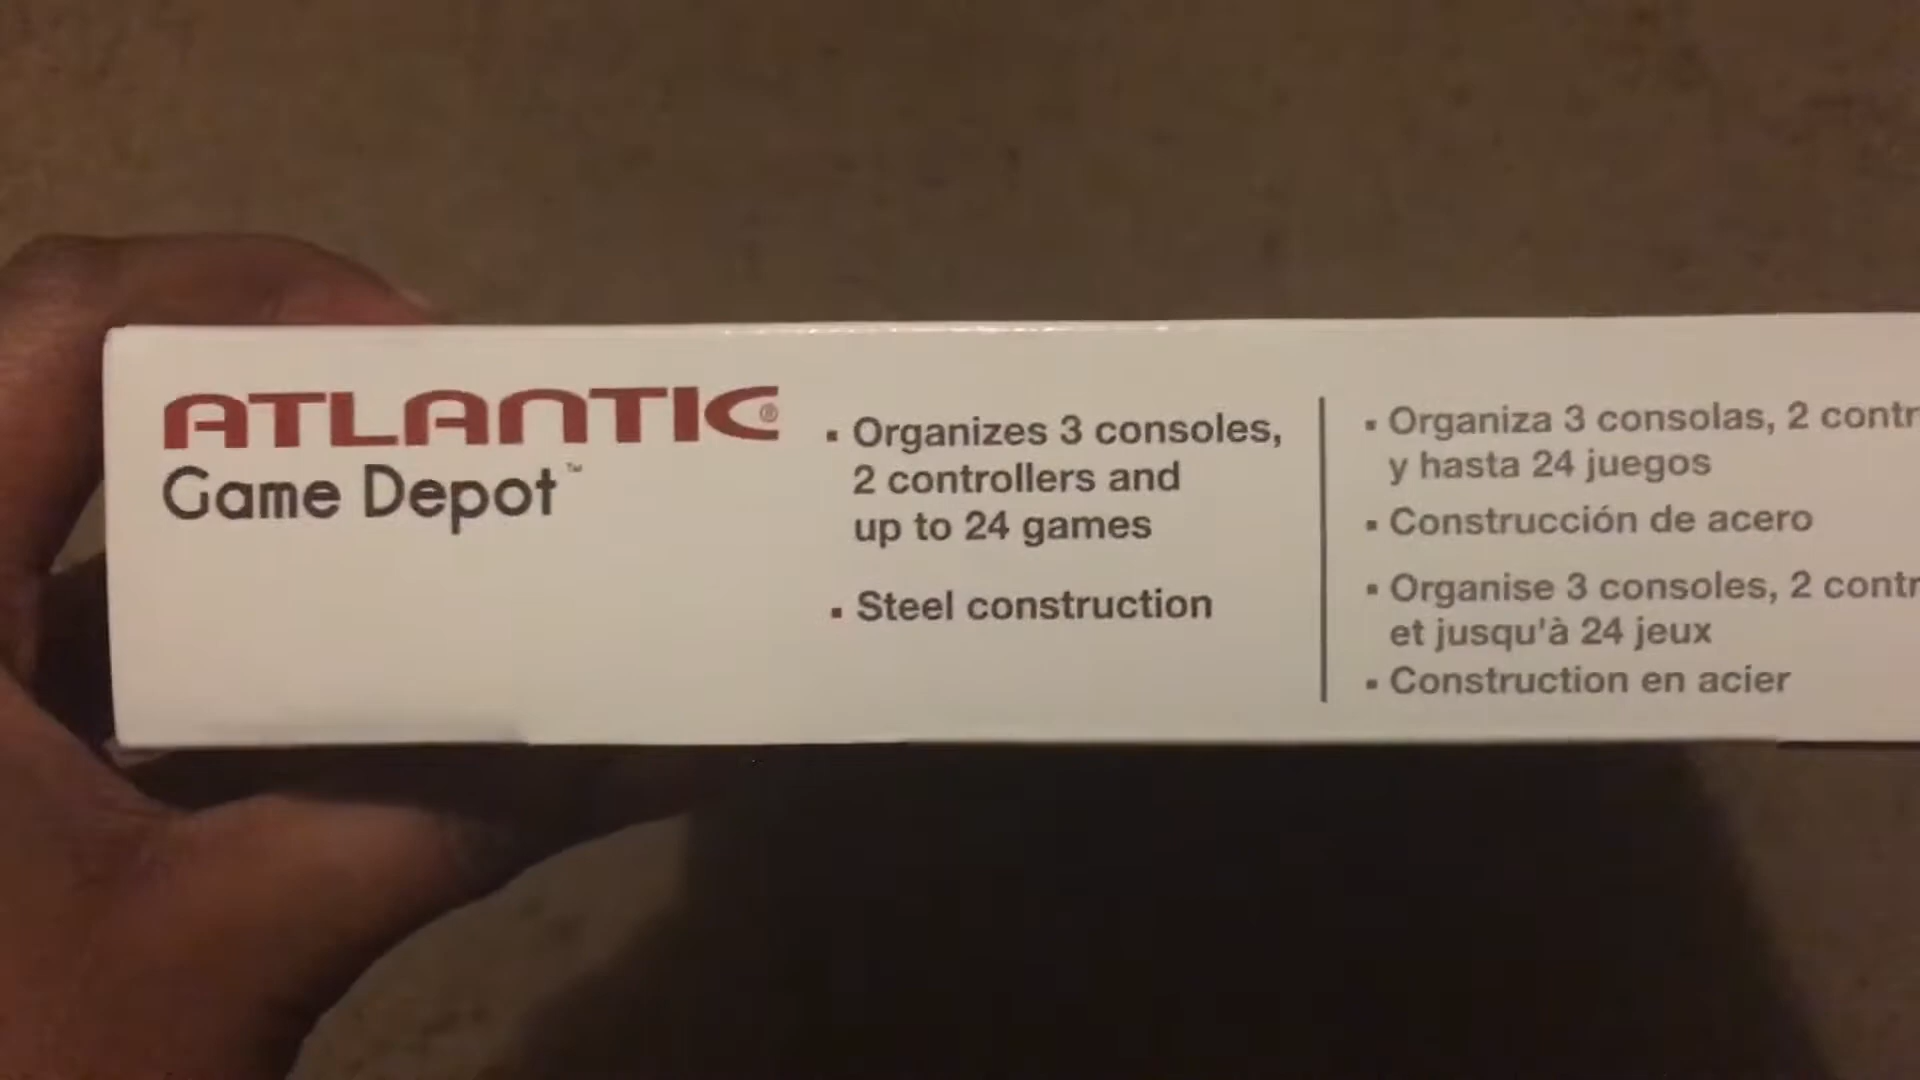 ATLANTIC®
Game Depot™
▪ Organizes 3 consoles,
2 controllers and
up to 24 games
▪ Steel construction
▪ Organiza 3 consolas, 2
y hasta 24 juegos
▪ Construcción de acero
▪ Organise 3 consoles, 2
et jusqu'à 24 jeux
▪ Construction en acier